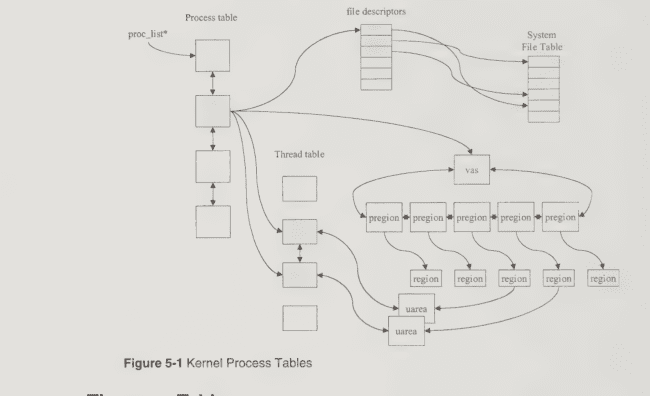 Process table
file descriptors
proc_list*
System
File Table
Thread table
vas
pregion pregion pregion pregion pregion
region region region region region
uarea
uarea
Figure 5-1 Kernel Process Tables